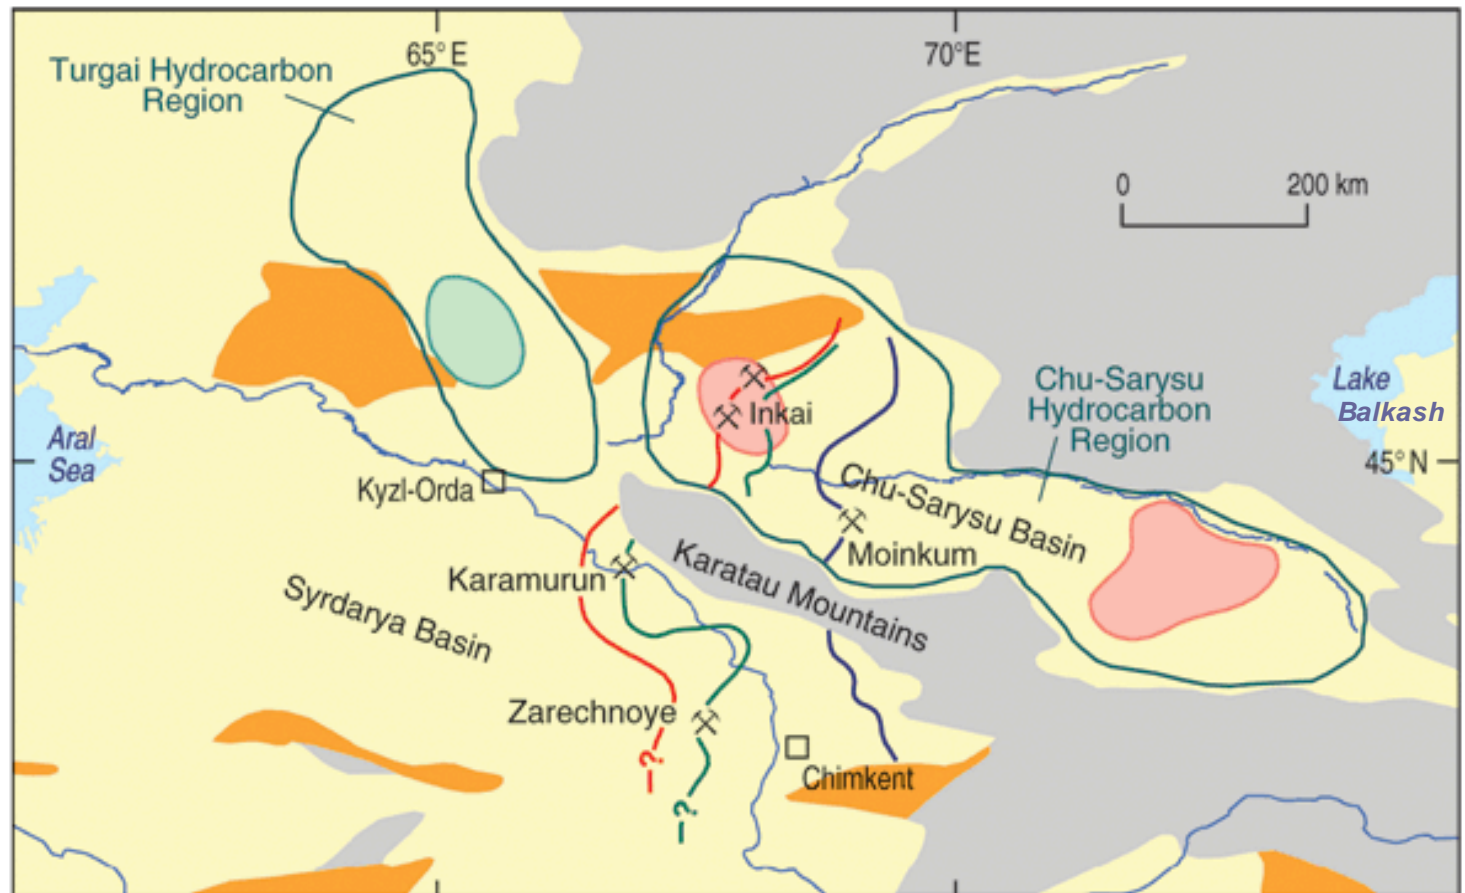 65° E
70°E
Turgai Hydrocarbon
Region
0
200 km
Chu-Sarysu
Hydrocarbon
Region
Lake
Balkash
Inkai
Aral
Sea
45° N
Kyzl-Orda
Chu-Sarysu Basin
Moinkum
Karatau Mountains
Karamurun
Syrdarya Basin
Zarechnoye
?
Chimkent
?